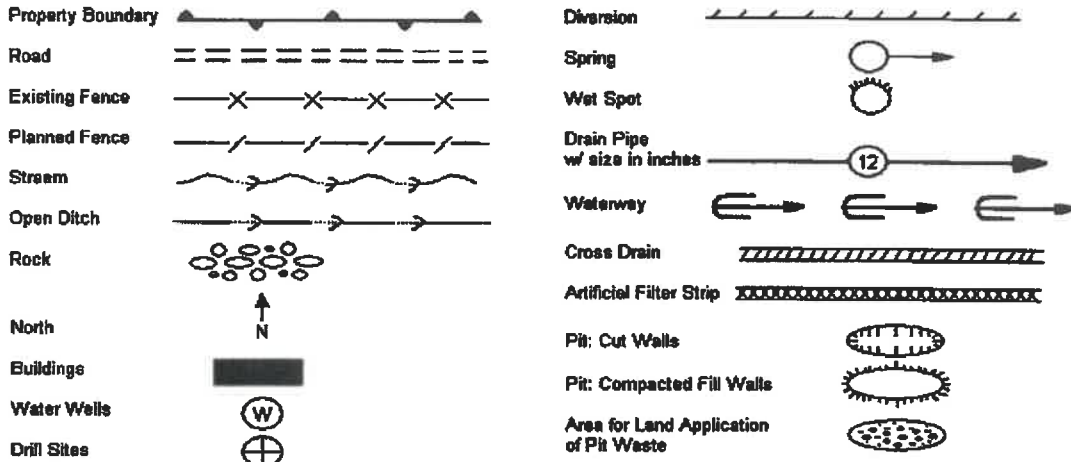 Property Boundary
Road
Existing Fence
Planned Fence
Stream
Open Ditch
Rock
N
North
Buildings
Water Wells
W
Drill Sites
Diversion
Spring
Wet Spot
Drain Pipe
w/ size in inches
12
Waterway
Cross Drain
Artificial Filter Strip
Pit: Cut Walls
Pit: Compacted Fill Walls
Area for Land Application
of Pit Waste